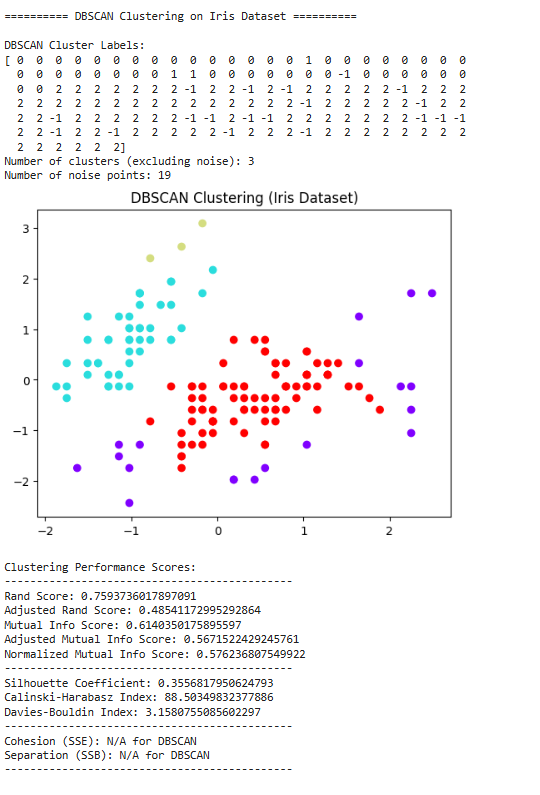 ========== DBSCAN Clustering on Iris Dataset ==========
DBSCAN Cluster Labels:
[ 0  0  0  0  0  0  0  0  0  0  0  0  0  0  0  1  0  0  0  0  0  0  0  0
  0  0  0  0  0  0  0  0  1  1  0  0  0  0  0  0  0 -1  0  0  0  0  0  0
  0  0  2  2  2  2  2  2  2 -1  2  2 -1  2 -1  2  2  2  2  2 -1  2  2  2
  2  2  2  2  2  2  2  2  2  2  2  2  2  2  2 -1  2  2  2  2  2 -1  2  2
  2  2 -1  2  2  2  2  2  2 -1 -1  2 -1 -1  2  2  2  2  2  2  2 -1 -1 -1
  2  2 -1  2  2 -1  2  2  2  2  2 -1  2  2  2 -1  2  2  2  2  2  2  2  2
  2  2  2  2  2  2]
Number of clusters (excluding noise): 3
Number of noise points: 19
DBSCAN Clustering (Iris Dataset)
3
2
1
0
−1
−2
−2 −1 0 1 2
Clustering Performance Scores:
---------------------------------------------
Rand Score: 0.7593736017897091
Adjusted Rand Score: 0.48541172995292864
Mutual Info Score: 0.6140350175895597
Adjusted Mutual Info Score: 0.5671522429245761
Normalized Mutual Info Score: 0.576236807549922
---------------------------------------------
Silhouette Coefficient: 0.3556817950624793
Calinski-Harabasz Index: 88.50349832377886
Davies-Bouldin Index: 3.1580755085602297
---------------------------------------------
Cohesion (SSE): N/A for DBSCAN
Separation (SSB): N/A for DBSCAN
---------------------------------------------